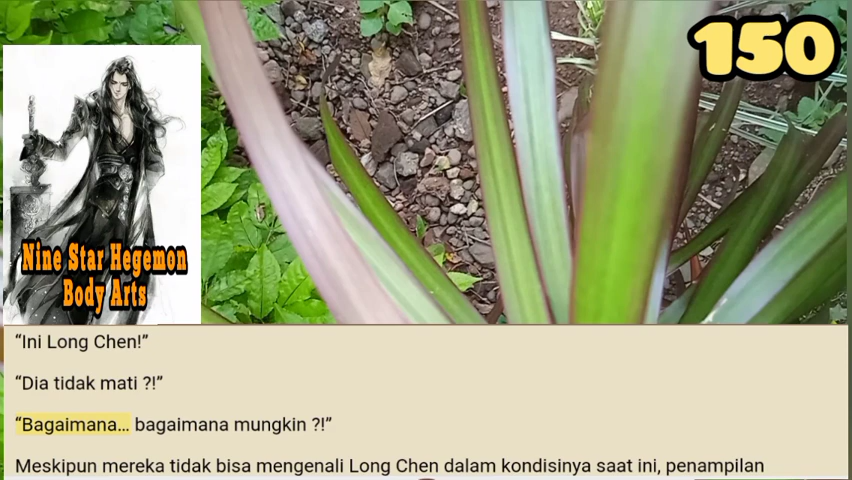 150
Nine Star Hegemon
Body Arts
“Ini Long Chen!”
“Dia tidak mati ?!”
“Bagaimana… bagaimana mungkin ?!”
Meskipun mereka tidak bisa mengenali Long Chen dalam kondisinya saat ini, penampilan